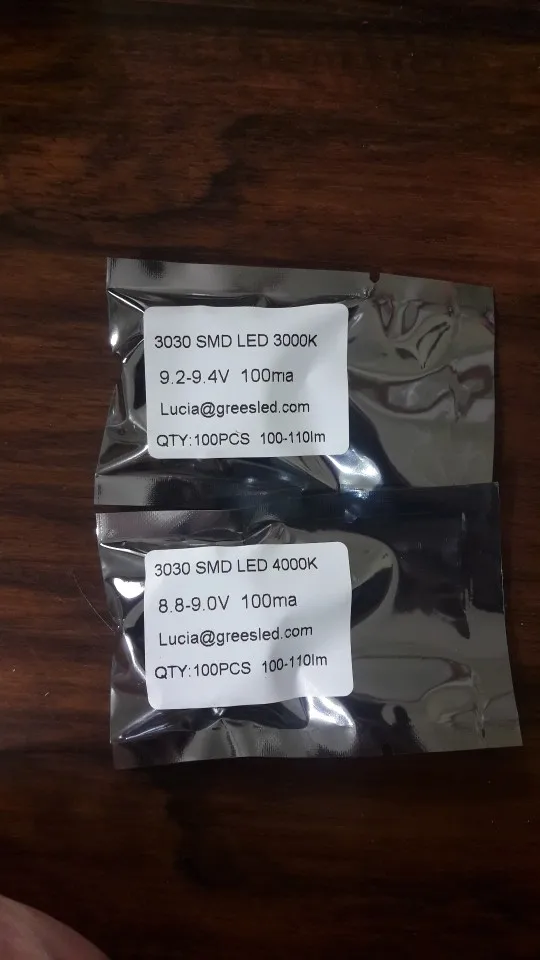 3030 SMD LED 3000K
9.2-9.4V 100ma
Lucia@greesled.com
QTY:100PCS 100-110lm
3030 SMD LED 4000K
8.8-9.0V 100ma
Lucia@greesled.com
QTY:100PCS 100-110lm